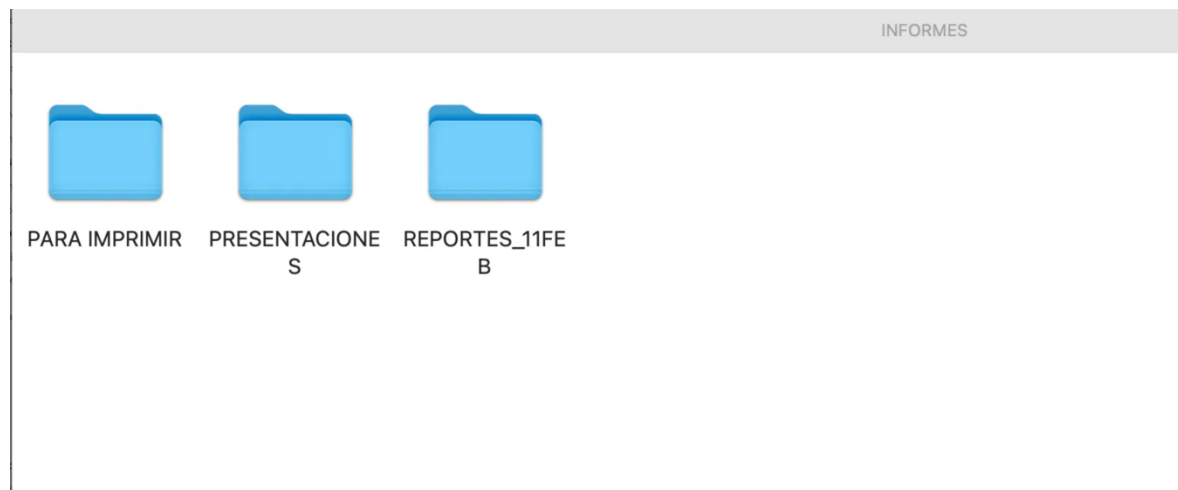 INFORMES
PARA IMPRIMIR
PRESENTACIONE
S
REPORTES_11FE
B